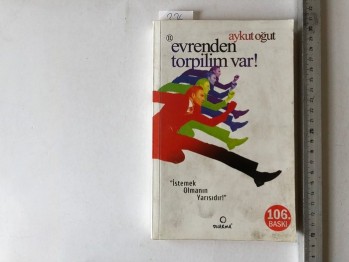 aykut oğut
evrenden
torpilim var!
"İstemek
Olmanın
Yarısıdır!"
106.
BASKI